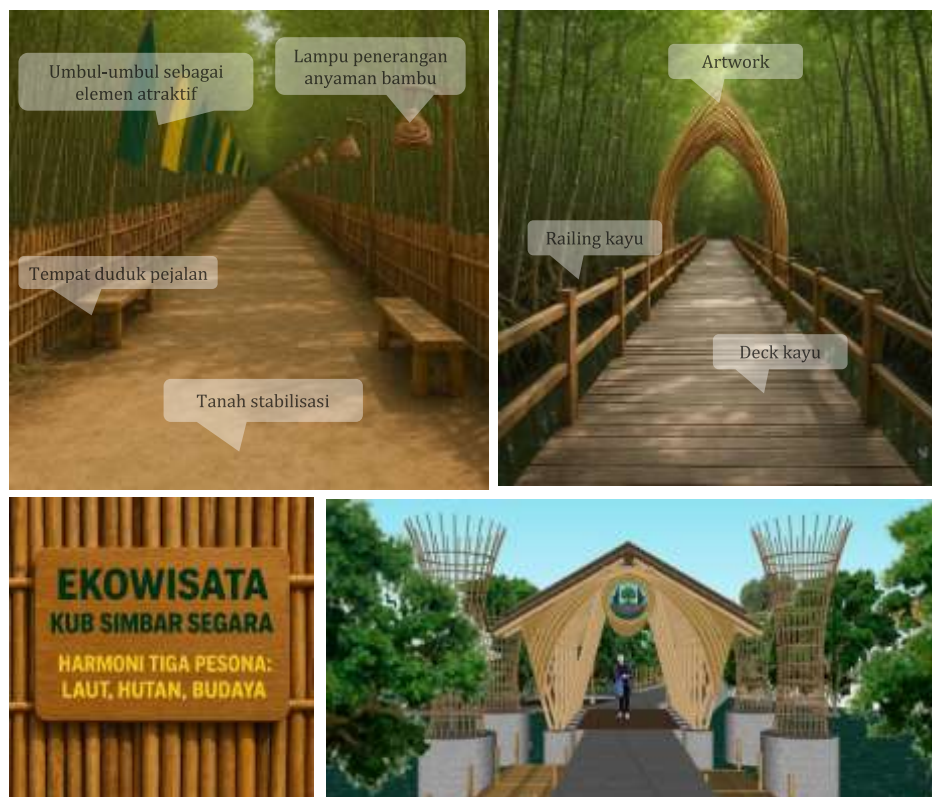 Umbul-umbul sebagai
elemen atraktif
Lampu penerangan
anyaman bambu
Tempat duduk pejalan
Tanah stabilisasi
Artwork
Railing kayu
Deck kayu
EKOWISATA
KUB SIMBAR SEGARA
HARMONI TIGA PESONA:
LAUT, HUTAN, BUDAYA